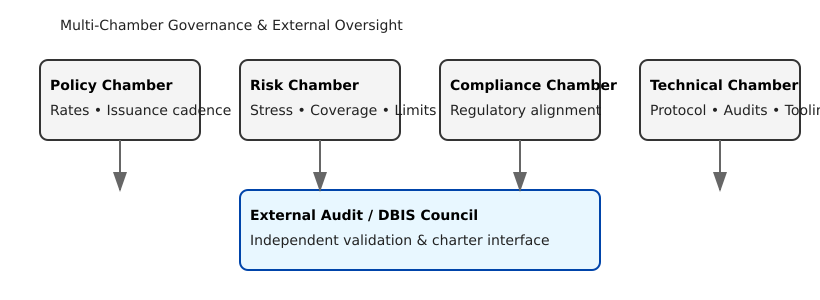 Multi-Chamber Governance & External Oversight
Policy Chamber
Rates • Issuance cadence
Risk Chamber
Stress • Coverage • Limits
Compliance Chamber
Regulatory alignment
Technical Chamber
Protocol • Audits •
External Audit / DBIS Council
Independent validation & charter interface